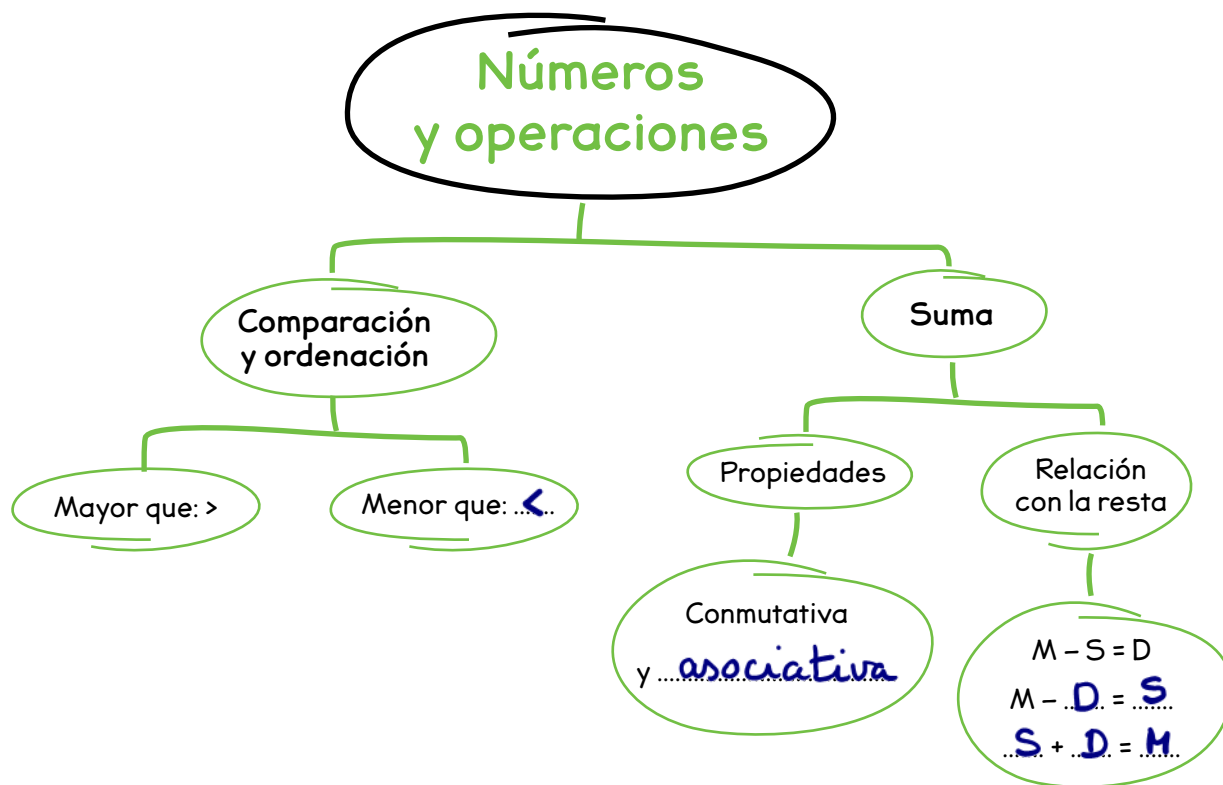 Números
y operaciones
Comparación
y ordenación
Suma
Mayor que: >
Menor que: ...<...
Propiedades
Relación
con la resta
Conmutativa
y ...asociativa
M – S = D
M – ..D.. = ..S..
..S.. + ..D.. = ..M..